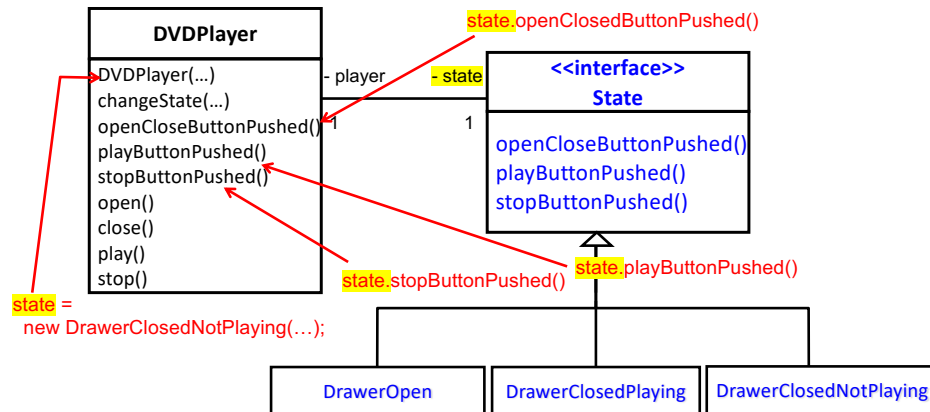 state.openClosedButtonPushed()
DVDPlayer
DVDPlayer(...)
changeState(...)
openCloseButtonPushed()
playButtonPushed()
stopButtonPushed()
open()
close()
play()
stop()
- player
- state
1
1
<<interface>>
State
openCloseButtonPushed()
playButtonPushed()
stopButtonPushed()
state.stopButtonPushed()
state.playButtonPushed()
state =
new DrawerClosedNotPlaying(…);
DrawerOpen
DrawerClosedPlaying
DrawerClosedNotPlaying